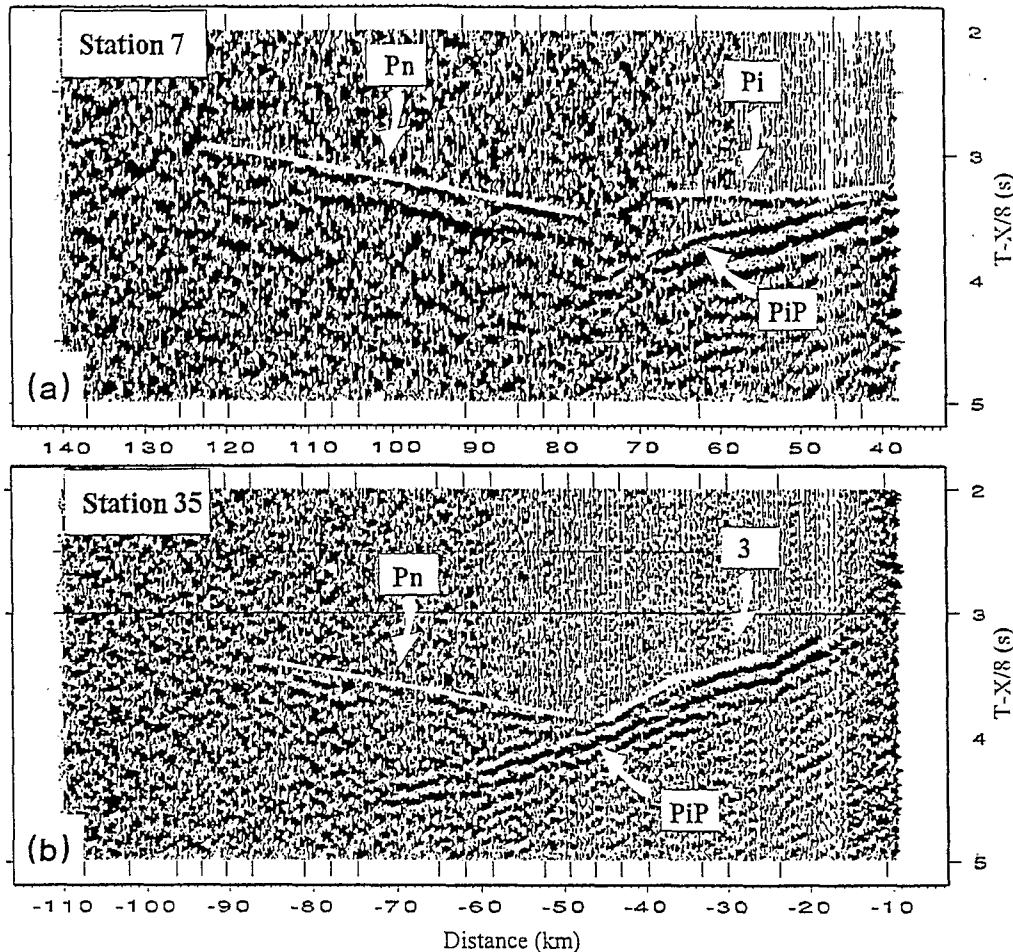 Station 7
Pn
Pi
PiP
(a)
2
3
4
5
T-X/8 (s)
140 130 120 110 100 90 80 70 60 50 40
Station 35
Pn
3
PiP
(b)
2
3
4
5
T-X/8 (s)
-110 -100 -90 -80 -70 -60 -50 -40 -30 -20 -10
Distance (km)